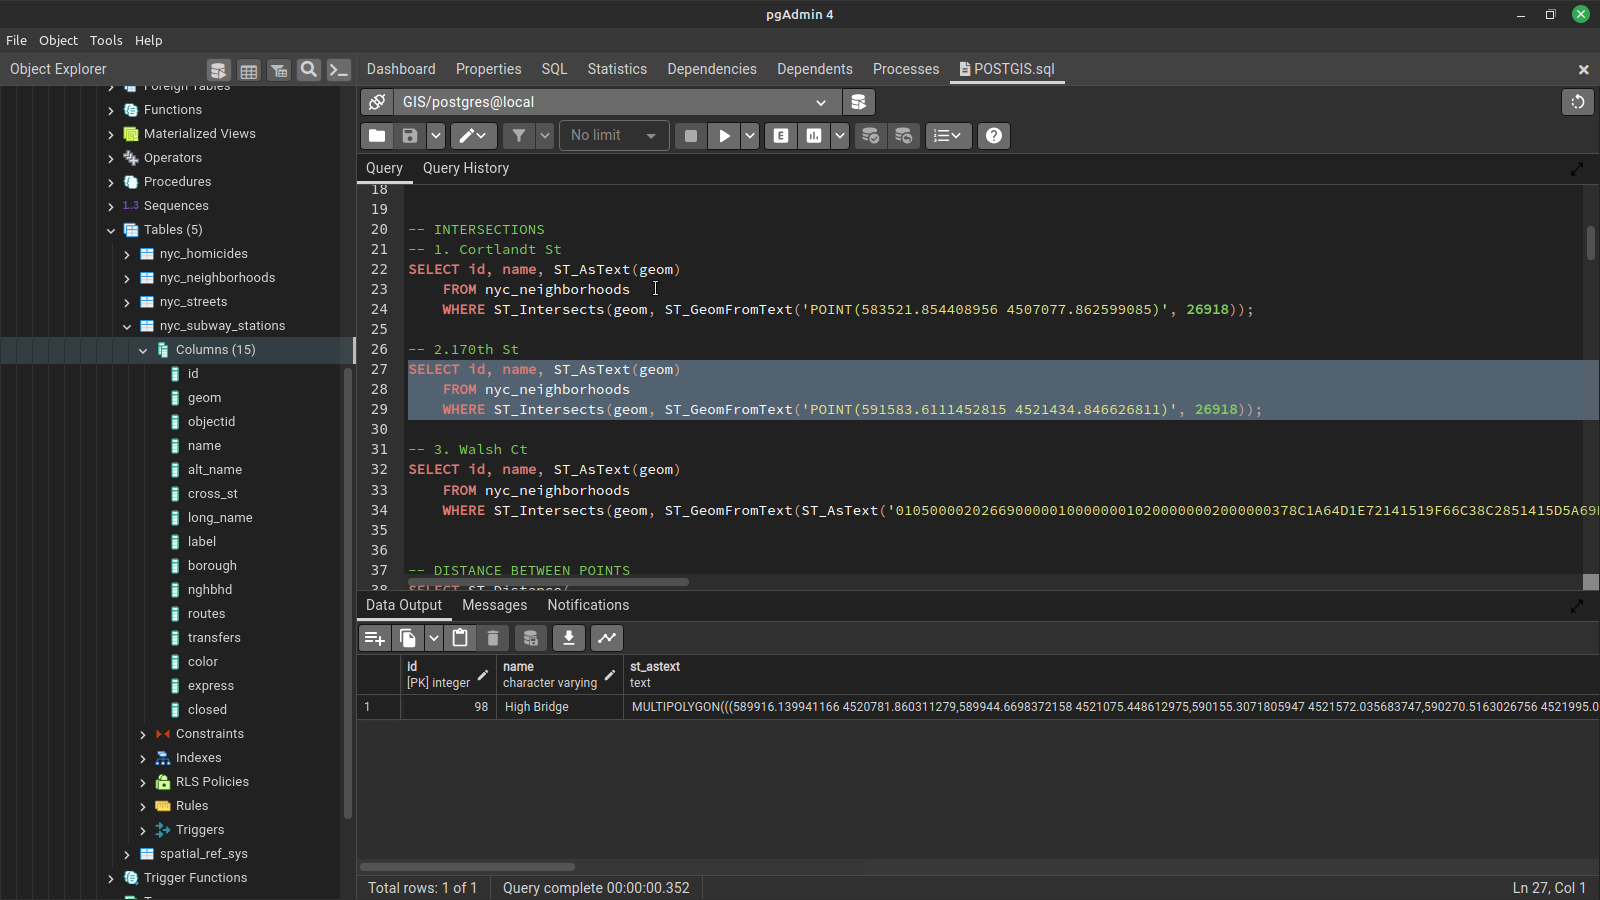 pgAdmin 4
File Object Tools Help
Object Explorer
Dashboard Properties SQL Statistics Dependencies Dependents Processes POSTGIS.sql
Foreign Tables
Functions
Materialized Views
Operators
Procedures
1.3 Sequences
Tables (5)
nyc_homicides
nyc_neighborhoods
nyc_streets
nyc_subway_stations
Columns (15)
id
geom
objectid
name
alt_name
cross_st
long_name
label
borough
nghbhd
routes
transfers
color
express
closed
Constraints
Indexes
RLS Policies
Rules
Triggers
spatial_ref_sys
Trigger Functions
GIS/postgres@local
No limit
E
Query Query History
18
19
20 -- INTERSECTIONS
21 -- 1. Cortlandt St
22 SELECT id, name, ST_AsText(geom)
23 FROM nyc_neighborhoods
24 WHERE ST_Intersects(geom, ST_GeomFromText('POINT(583521.854408956 4507077.862599085)', 26918));
25
26 -- 2.170th St
27 SELECT id, name, ST_AsText(geom)
28 FROM nyc_neighborhoods
29 WHERE ST_Intersects(geom, ST_GeomFromText('POINT(591583.6111452815 4521434.846626811)', 26918));
30
31 -- 3. Walsh Ct
32 SELECT id, name, ST_AsText(geom)
33 FROM nyc_neighborhoods
34 WHERE ST_Intersects(geom, ST_GeomFromText(ST_AsText('01050000202669000001000000010200000002000000378C1A64D1E72141519F66C38C2851415D5A69
35
36
37 -- DISTANCE BETWEEN POINTS
38 SELECT ST_Distance(
Data Output Messages Notifications
id name st_astext
[PK] integer character varying text
1 98 High Bridge MULTIPOLYGON(((589916.139941166 4520781.860311279,589944.6698372158 4521075.448612975,590155.3071805947 4521572.035683747,590270.5163026756 4521995.0
Total rows: 1 of 1 Query complete 00:00:00.352 Ln 27, Col 1